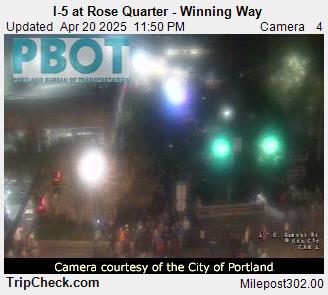 I-5 at Rose Quarter - Winning Way
Updated Apr 20 2025 11:50 PM Camera 4
PBOT
PORTLAND BUREAU OF TRANSPORTATION
Camera courtesy of the City of Portland
TripCheck.com Milepost302.00